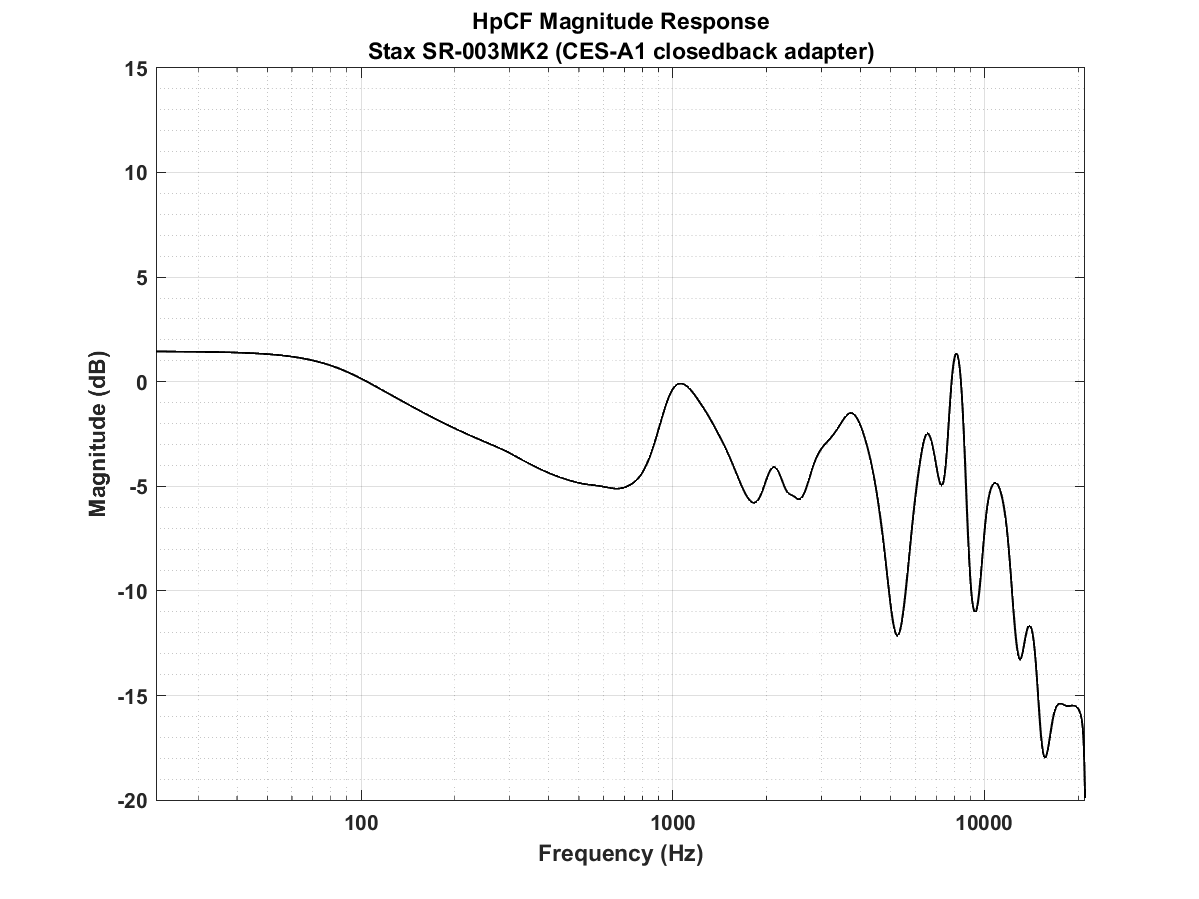 HpCF Magnitude Response
Stax SR-003MK2 (CES-A1 closedback adapter)
15
10
5
0
-5
-10
-15
-20
Magnitude (dB)
100
1000
10000
Frequency (Hz)